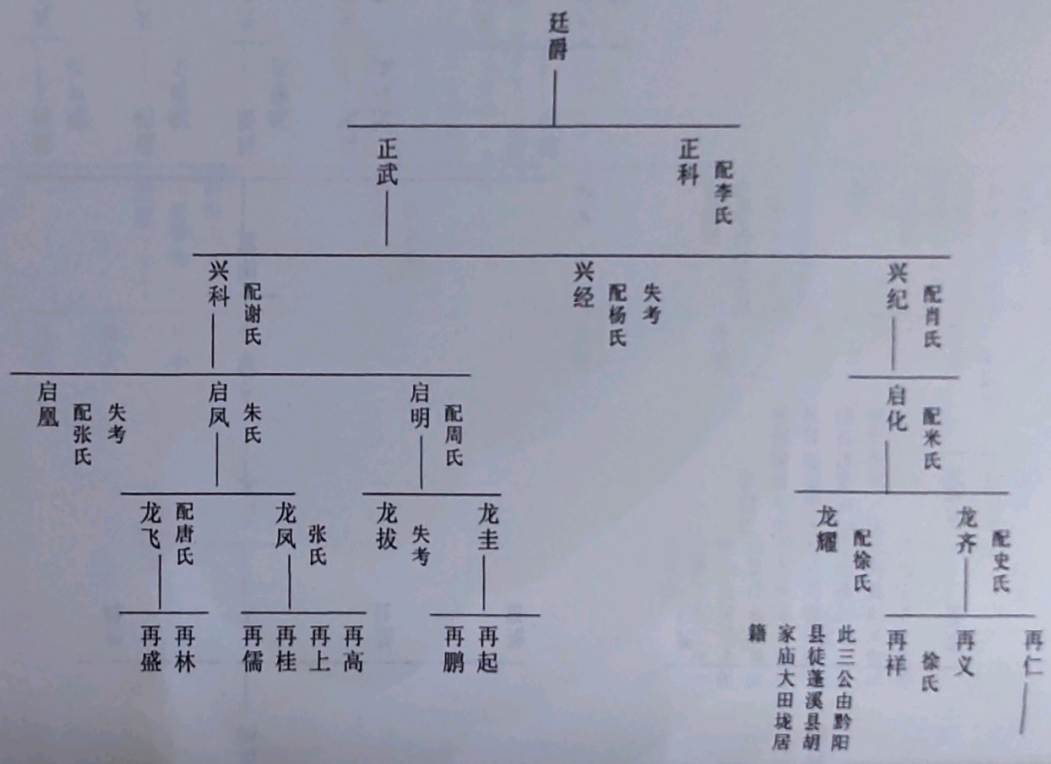 廷爵
正科
配李氏
正武
兴纪
配肖氏
兴经
配杨氏
失考
兴科
配谢氏
启化
配米氏
启明
配周氏
启凤
朱氏
启凰
配张氏
失考
龙齐
配史氏
龙耀
配徐氏
龙圭
龙拔
失考
龙凤
张氏
龙飞
配唐氏
再仁
再义
再祥
徐氏
此三公由黔阳
县徒蓬溪县胡
家庙大田垅居
籍
再起
再鹏
再高
再上
再桂
再儒
再林
再盛